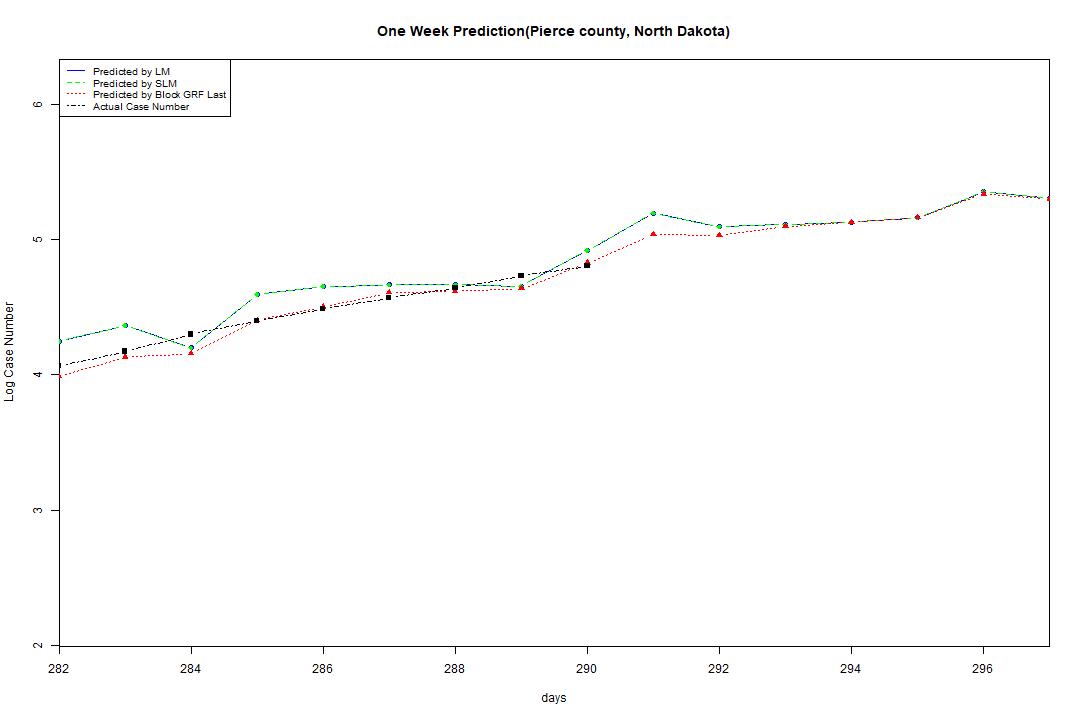 One Week Prediction(Pierce county, North Dakota)
Predicted by LM
Predicted by SLM
Predicted by Block GRF Last
Actual Case Number
6
5
4
3
2
Log Case Number
282 284 286 288 290 292 294 296
days